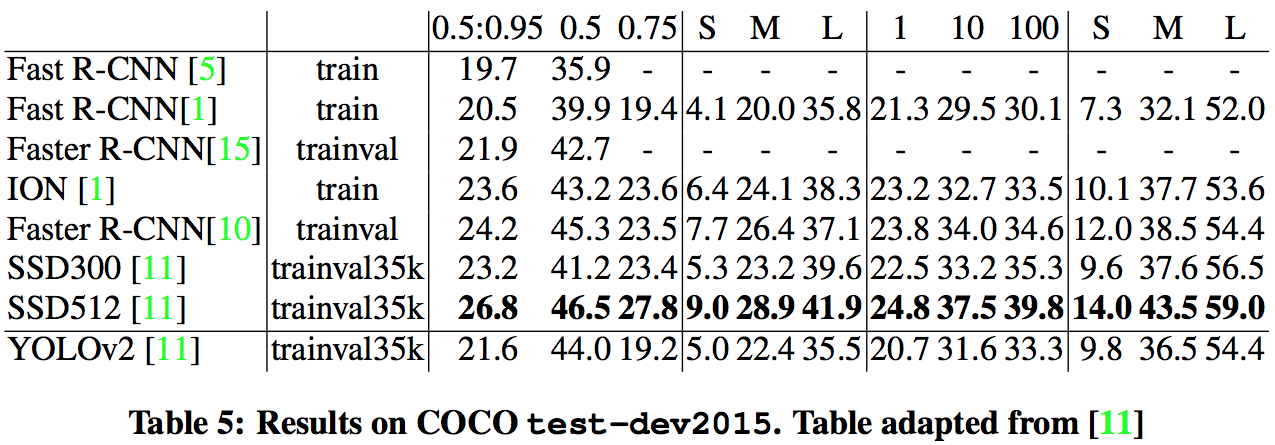 0.5:0.95 0.5 0.75 S M L 1 10 100 S M L
Fast R-CNN [5] train 19.7 35.9 - - - - - - - - - -
Fast R-CNN[1] train 20.5 39.9 19.4 4.1 20.0 35.8 21.3 29.5 30.1 7.3 32.1 52.0
Faster R-CNN[15] trainval 21.9 42.7 - - - - - - - - - -
ION [1] train 23.6 43.2 23.6 6.4 24.1 38.3 23.2 32.7 33.5 10.1 37.7 53.6
Faster R-CNN[10] trainval 24.2 45.3 23.5 7.7 26.4 37.1 23.8 34.0 34.6 12.0 38.5 54.4
SSD300 [11] trainval35k 23.2 41.2 23.4 5.3 23.2 39.6 22.5 33.2 35.3 9.6 37.6 56.5
SSD512 [11] trainval35k 26.8 46.5 27.8 9.0 28.9 41.9 24.8 37.5 39.8 14.0 43.5 59.0
YOLOv2 [11] trainval35k 21.6 44.0 19.2 5.0 22.4 35.5 20.7 31.6 33.3 9.8 36.5 54.4
Table 5: Results on COCO test-dev2015. Table adapted from [11]